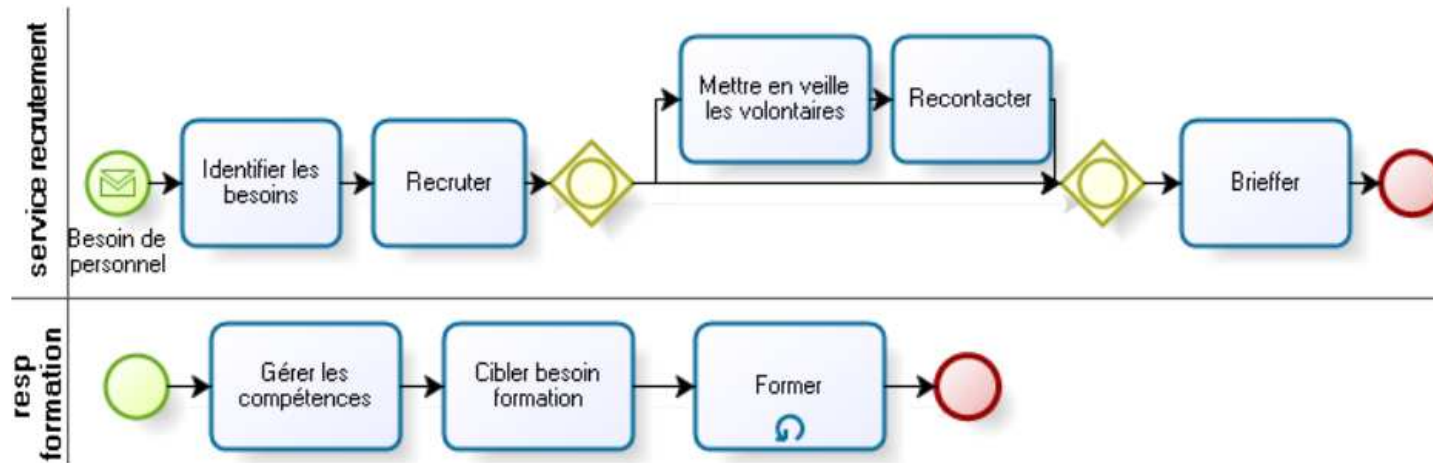 service recrutement
Besoin de
personnel
Identifier les
besoins
Recruter
Mettre en veille
les volontaires
Recontacter
Brieffer
resp
formation
Gérer les
compétences
Cibler besoin
formation
Former